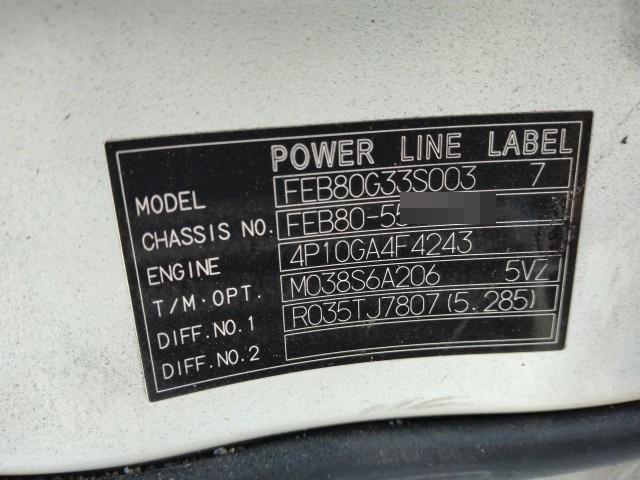 POWER LINE LABEL
MODEL FEB80G33S003 7
CHASSIS NO. FEB80-55
ENGINE 4P10GA4F4243
T/M·OPT. M038S6A206 5VZ
DIFF.NO.1 R035TJ7807(5.285)
DIFF.NO.2